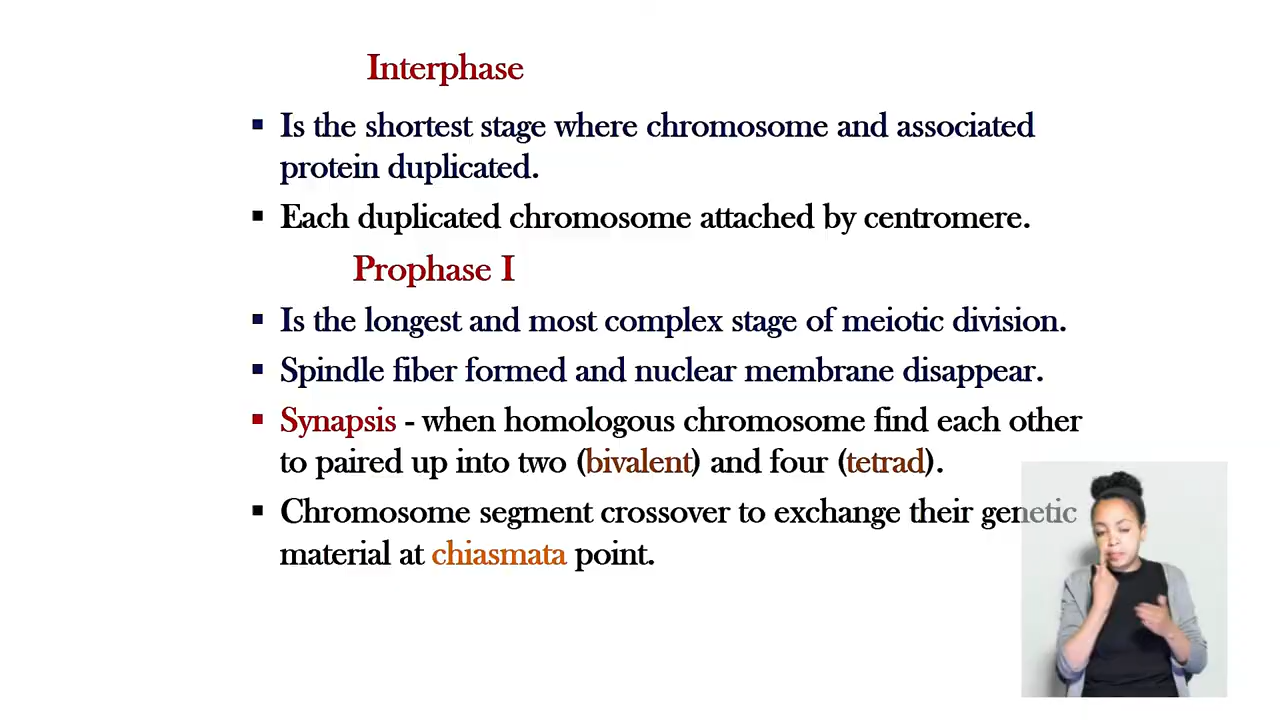 Interphase
▪ Is the shortest stage where chromosome and associated
protein duplicated.
▪ Each duplicated chromosome attached by centromere.
Prophase I
▪ Is the longest and most complex stage of meiotic division.
▪ Spindle fiber formed and nuclear membrane disappear.
▪ Synapsis - when homologous chromosome find each other
to paired up into two (bivalent) and four (tetrad).
▪ Chromosome segment crossover to exchange their genetic
material at chiasmata point.